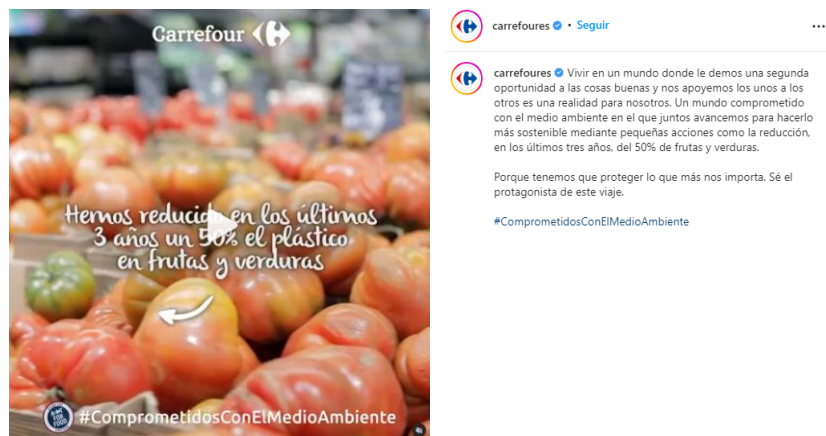 Carrefour
Hemos reducido en los últimos
3 años un 50% el plástico
en frutas y verduras
FOR
FOOD
#ComprometidosConElMedioAmbiente
carrefoures • Seguir
carrefoures Vivir en un mundo donde le demos una segunda
oportunidad a las cosas buenas y nos apoyemos los unos a los
otros es una realidad para nosotros. Un mundo comprometido
con el medio ambiente en el que juntos avancemos para hacerlo
más sostenible mediante pequeñas acciones como la reducción,
en los últimos tres años, del 50% de frutas y verduras.
Porque tenemos que proteger lo que más nos importa. Sé el
protagonista de este viaje.
#ComprometidosConElMedioAmbiente